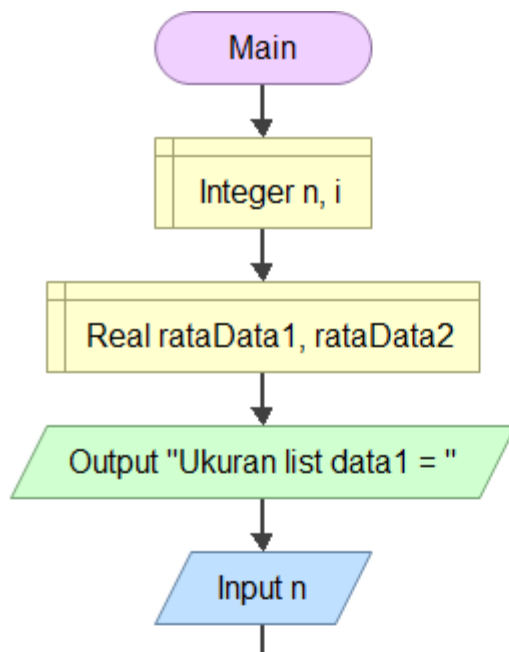 Main
Integer n, i
Real rataData1, rataData2
Output "Ukuran list data1 = "
Input n